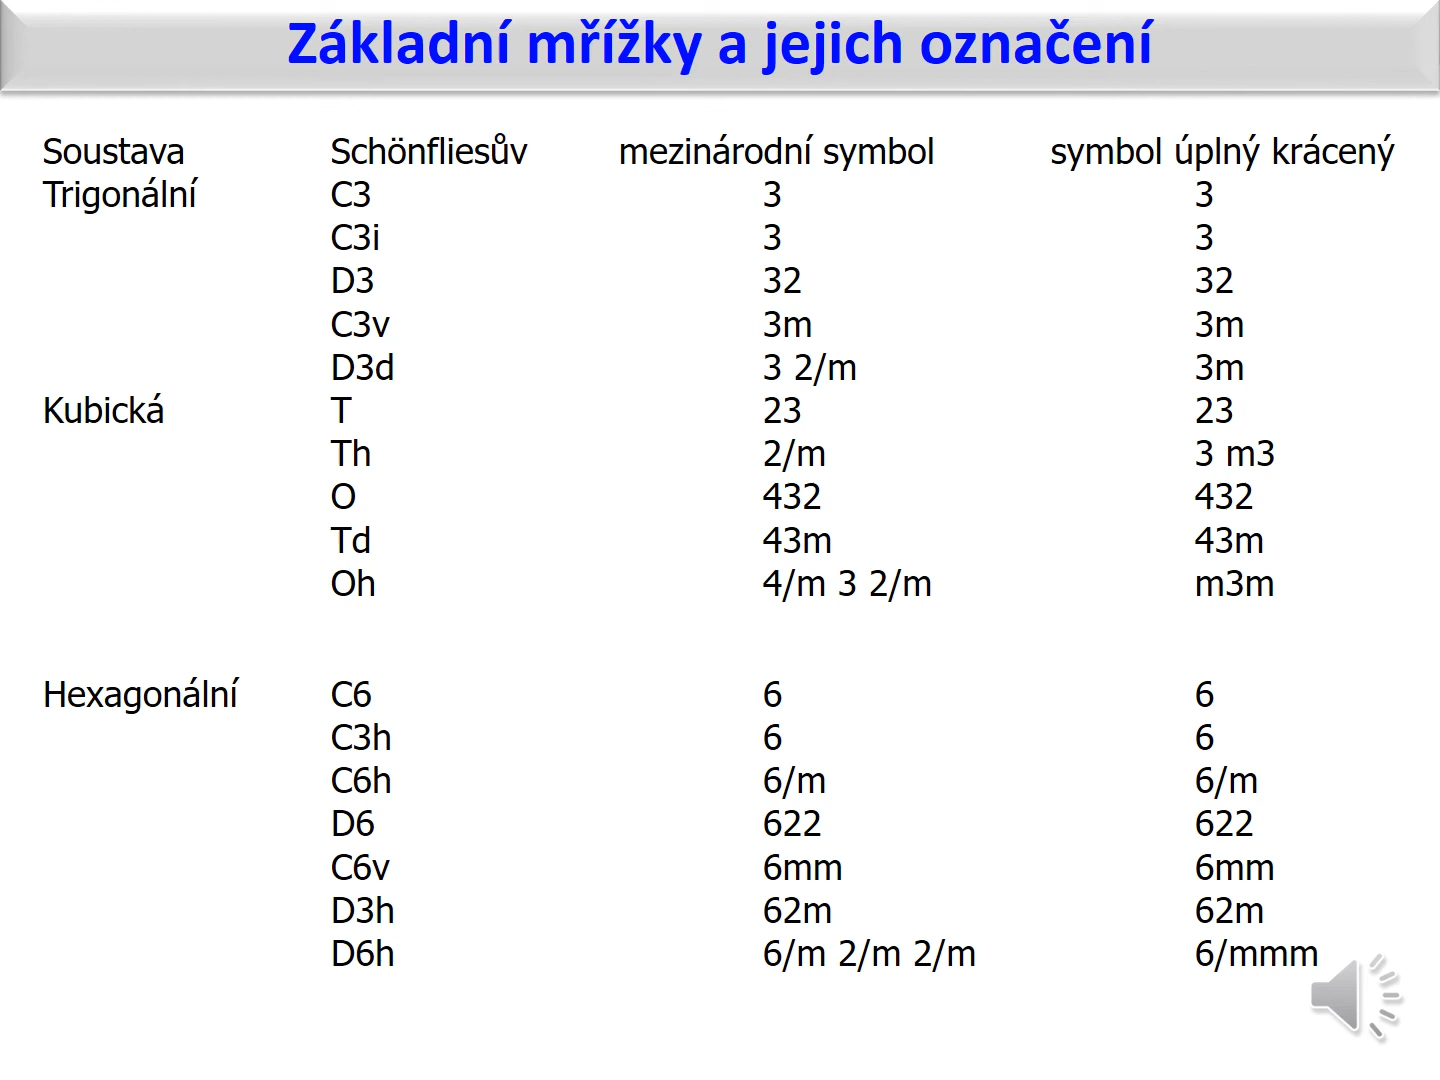 Základní mřížky a jejich označení
Soustava Schönfliesův mezinárodní symbol symbol úplný krácený
Trigonální C3 3 3
C3i 3 3
D3 32 32
C3v 3m 3m
D3d 3 2/m 3m
Kubická T 23 23
Th 2/m 3 m3
O 432 432
Td 43m 43m
Oh 4/m 3 2/m m3m
Hexagonální C6 6 6
C3h 6 6
C6h 6/m 6/m
D6 622 622
C6v 6mm 6mm
D3h 62m 62m
D6h 6/m 2/m 2/m 6/mmm